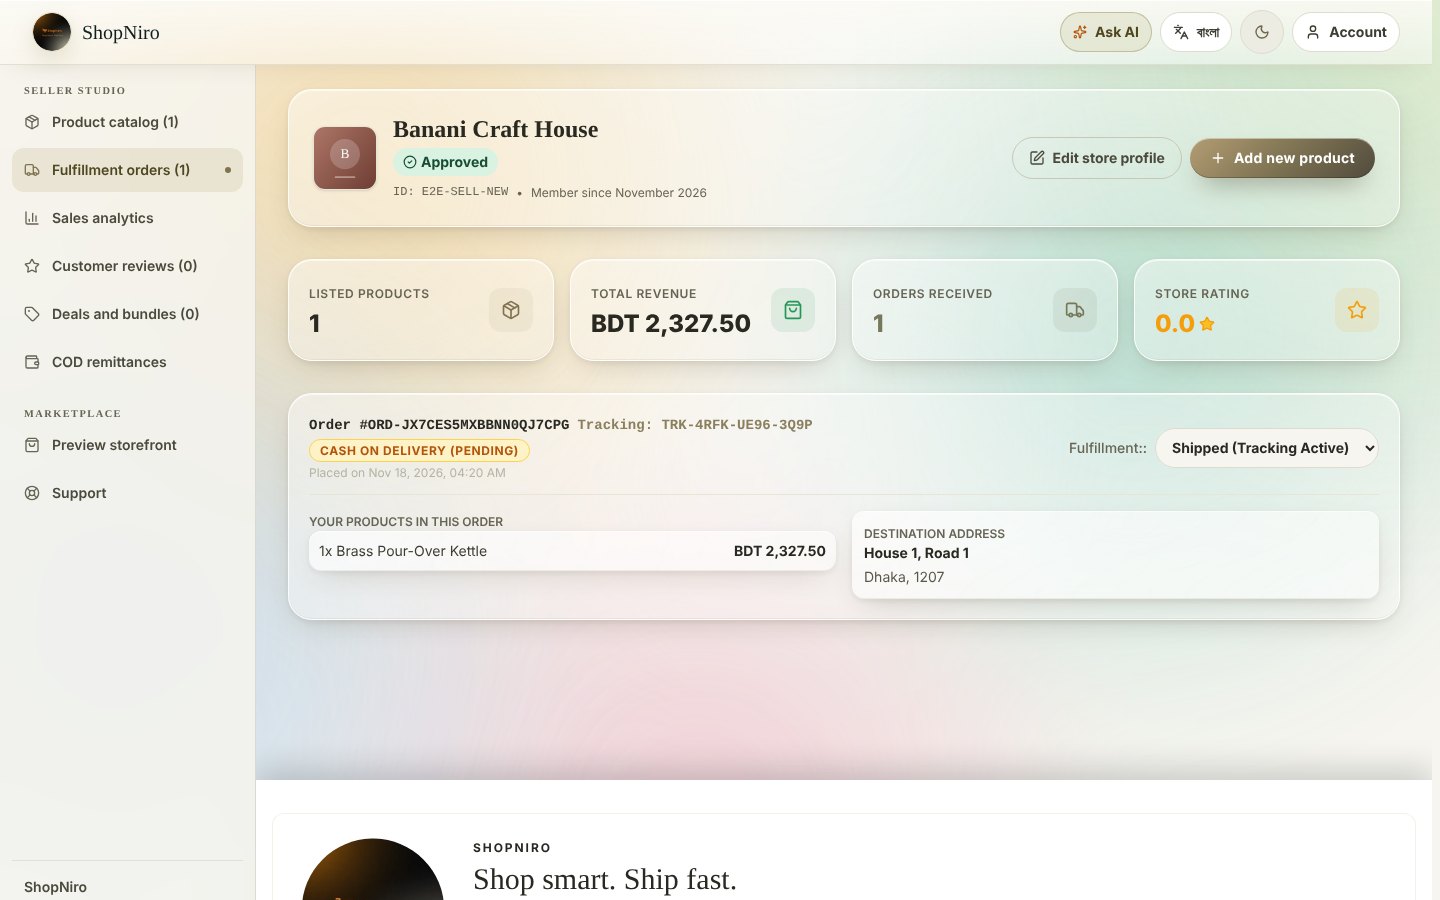 ShopNiro
Ask AI
বাংলা
Account
SELLER STUDIO
Product catalog (1)
Fulfillment orders (1)
Sales analytics
Customer reviews (0)
Deals and bundles (0)
COD remittances
MARKETPLACE
Preview storefront
Support
ShopNiro
B
Banani Craft House
Approved
ID: E2E-SELL-NEW • Member since November 2026
Edit store profile
Add new product
LISTED PRODUCTS
1
TOTAL REVENUE
BDT 2,327.50
ORDERS RECEIVED
1
STORE RATING
0.0
Order #ORD-JX7CES5MXBBNN0QJ7CPG Tracking: TRK-4RFK-UE96-3Q9P
CASH ON DELIVERY (PENDING)
Placed on Nov 18, 2026, 04:20 AM
Fulfillment:: Shipped (Tracking Active)
YOUR PRODUCTS IN THIS ORDER
1x Brass Pour-Over Kettle BDT 2,327.50
DESTINATION ADDRESS
House 1, Road 1
Dhaka, 1207
SHOPNIRO
Shop smart. Ship fast.